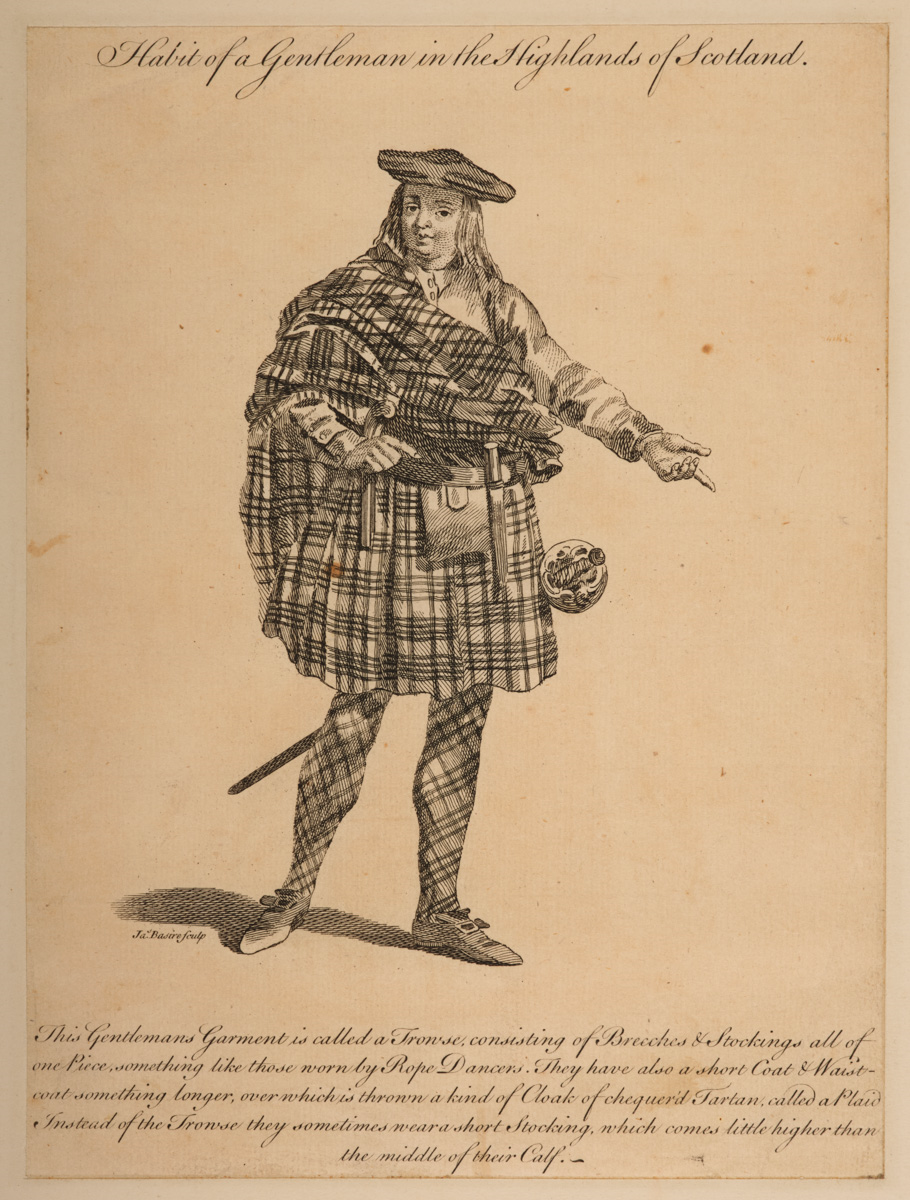 Habit of a Gentleman in the Highlands of Scotland.
Jas. Basire sculp
This Gentlemans Garment is called a Trowse, consisting of Breeches & Stockings all of
one Piece, something like those worn by Rope Dancers. They have also a short Coat & Waist-
coat something longer, over which is thrown a kind of Cloak of chequer'd Tartan, called a Plaid
Instead of the Trowse they sometimes wear a short Stocking, which comes little higher than
the middle of their Calf.